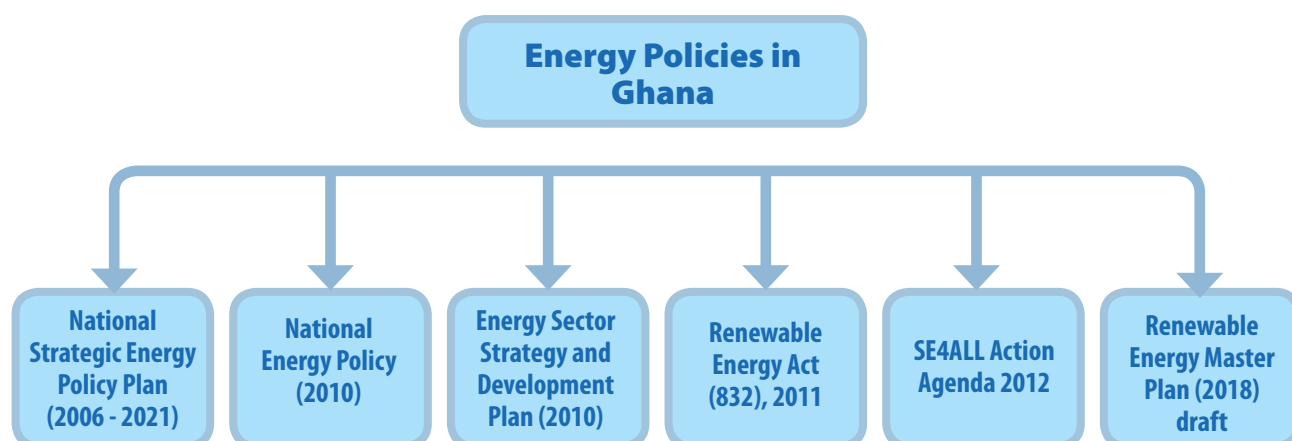 Energy Policies in
Ghana
National
Strategic Energy
Policy Plan
(2006 - 2021)
National
Energy Policy
(2010)
Energy Sector
Strategy and
Development
Plan (2010)
Renewable
Energy Act
(832), 2011
SE4ALL Action
Agenda 2012
Renewable
Energy Master
Plan (2018)
draft